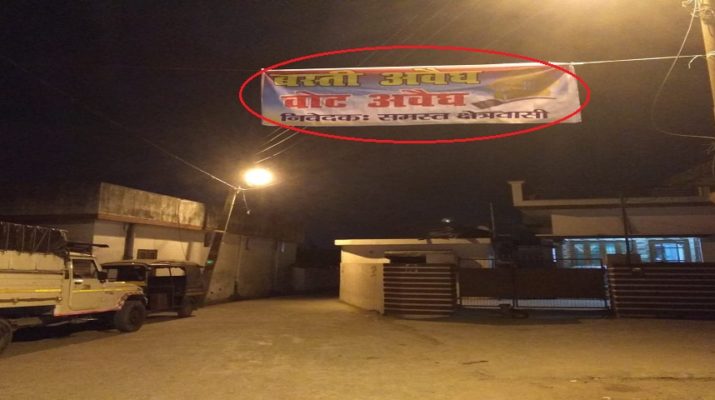 बस्ती अवैध
वोट अवैध
निवेदकः समस्त क्षेत्रवासी